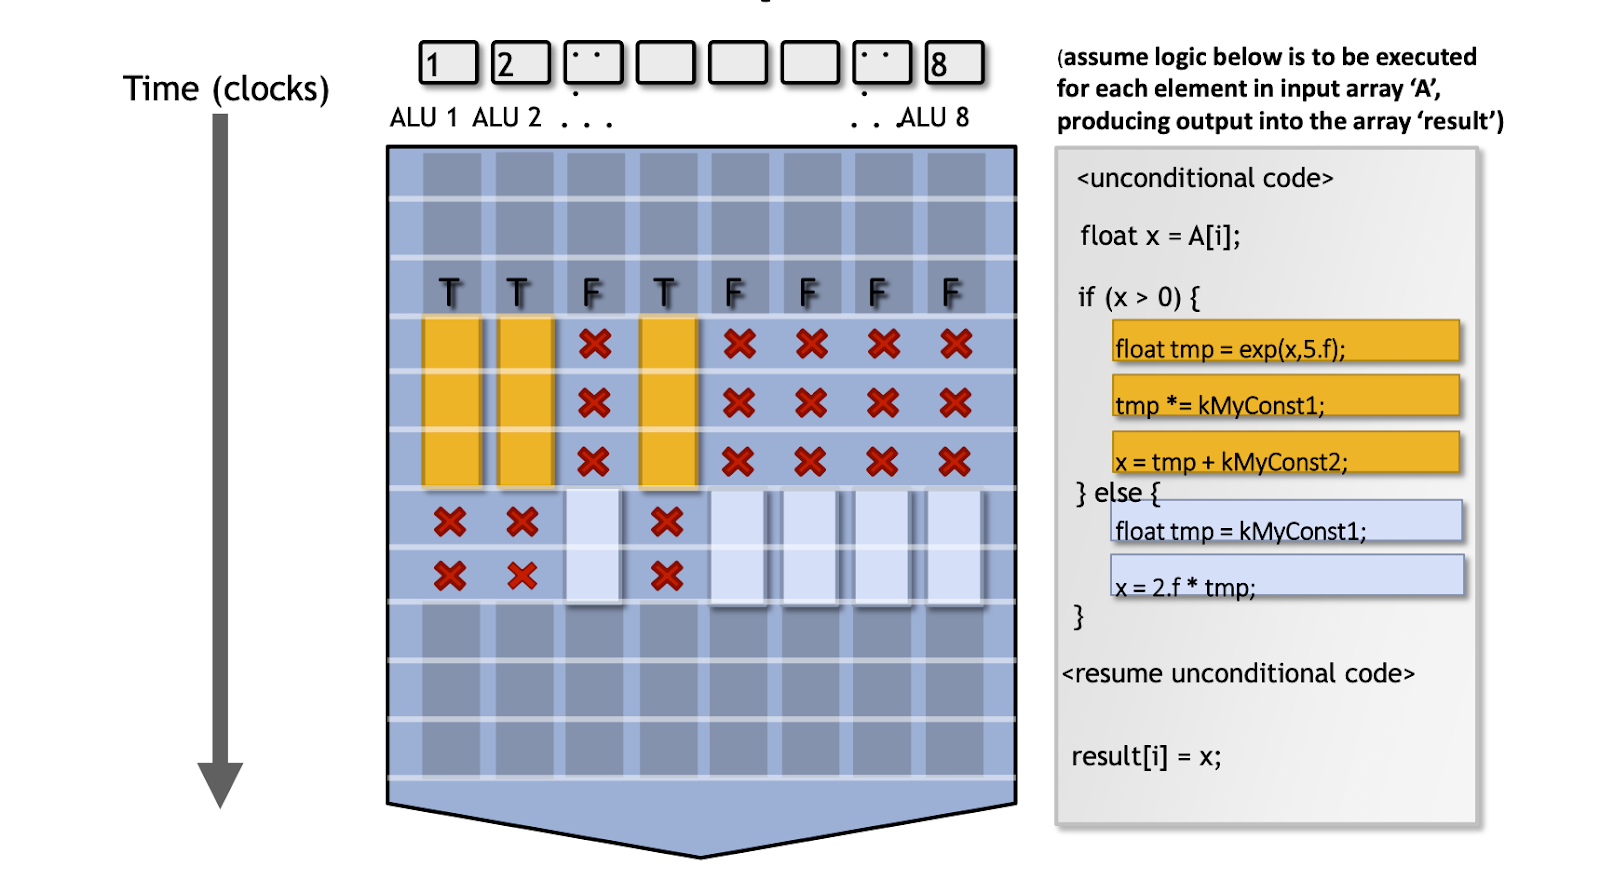 1 2 . . . . . . 8
Time (clocks)
ALU 1 ALU 2 . . . . . . ALU 8
(assume logic below is to be executed
for each element in input array ‘A’,
producing output into the array ‘result’)
T T F T F F F F
<unconditional code>
float x = A[i];
if (x > 0) {
float tmp = exp(x,5.f);
tmp *= kMyConst1;
x = tmp + kMyConst2;
} else {
float tmp = kMyConst1;
x = 2.f * tmp;
}
<resume unconditional code>
result[i] = x;